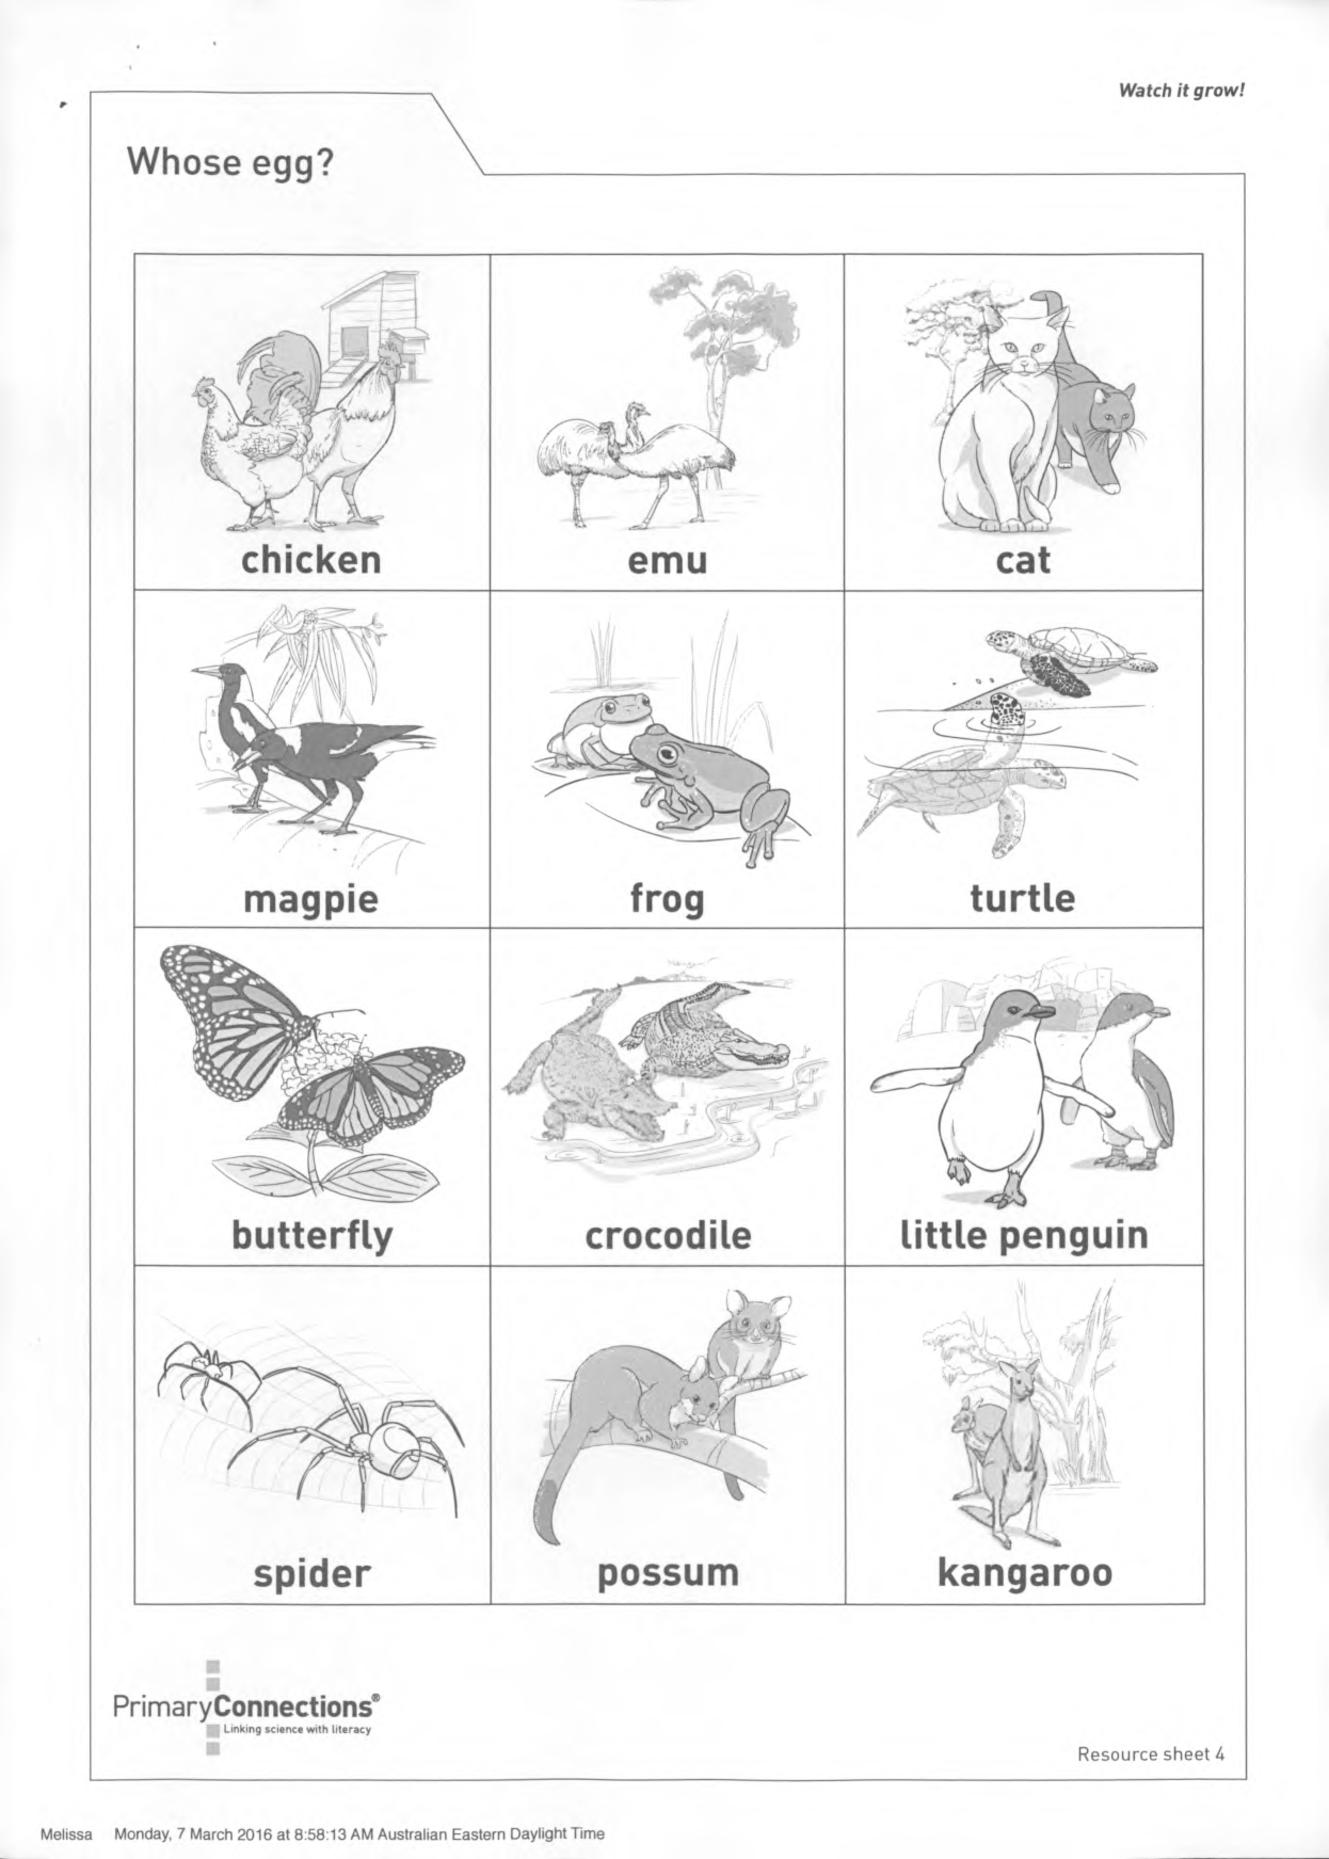 Watch it grow!
Whose egg?
chicken
emu
cat
magpie
frog
turtle
butterfly
crocodile
little penguin
spider
possum
kangaroo
PrimaryConnections®
Linking science with literacy
Resource sheet 4
Melissa Monday, 7 March 2016 at 8:58:13 AM Australian Eastern Daylight Time